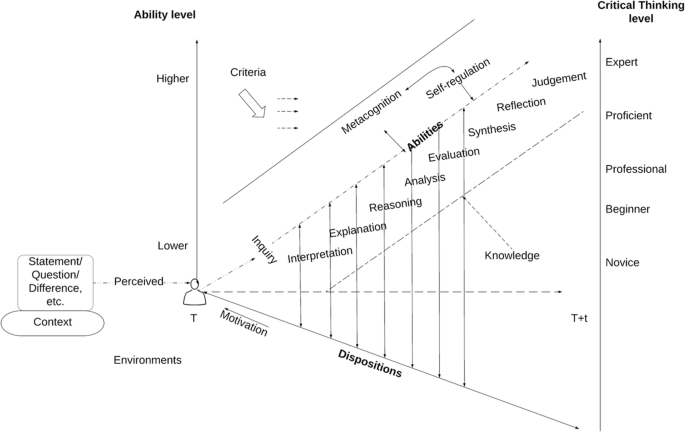 Ability level
Critical Thinking
level
Higher
Criteria
Expert
Self-regulation
Judgement
Metacognition
Reflection
Proficient
Abilities
Synthesis
Evaluation
Professional
Analysis
Reasoning
Beginner
Explanation
Lower
Inquiry
Interpretation
Knowledge
Novice
Statement/
Question/
Difference,
etc.
Perceived
Context
T
Motivation
T+t
Environments
Dispositions